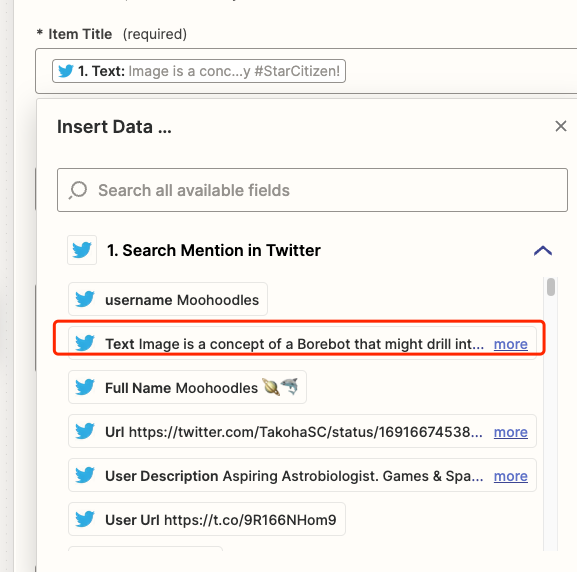 * Item Title (required)
1. Text: Image is a conc...y #StarCitizen!
Insert Data ...
Search all available fields
1. Search Mention in Twitter
username Moohoodles
Text Image is a concept of a Borebot that might drill int... more
Full Name Moohoodles 🪐🦈
Url https://twitter.com/TakohaSC/status/16916674538... more
User Description Aspiring Astrobiologist. Games & Spa... more
User Url https://t.co/9R166NHom9